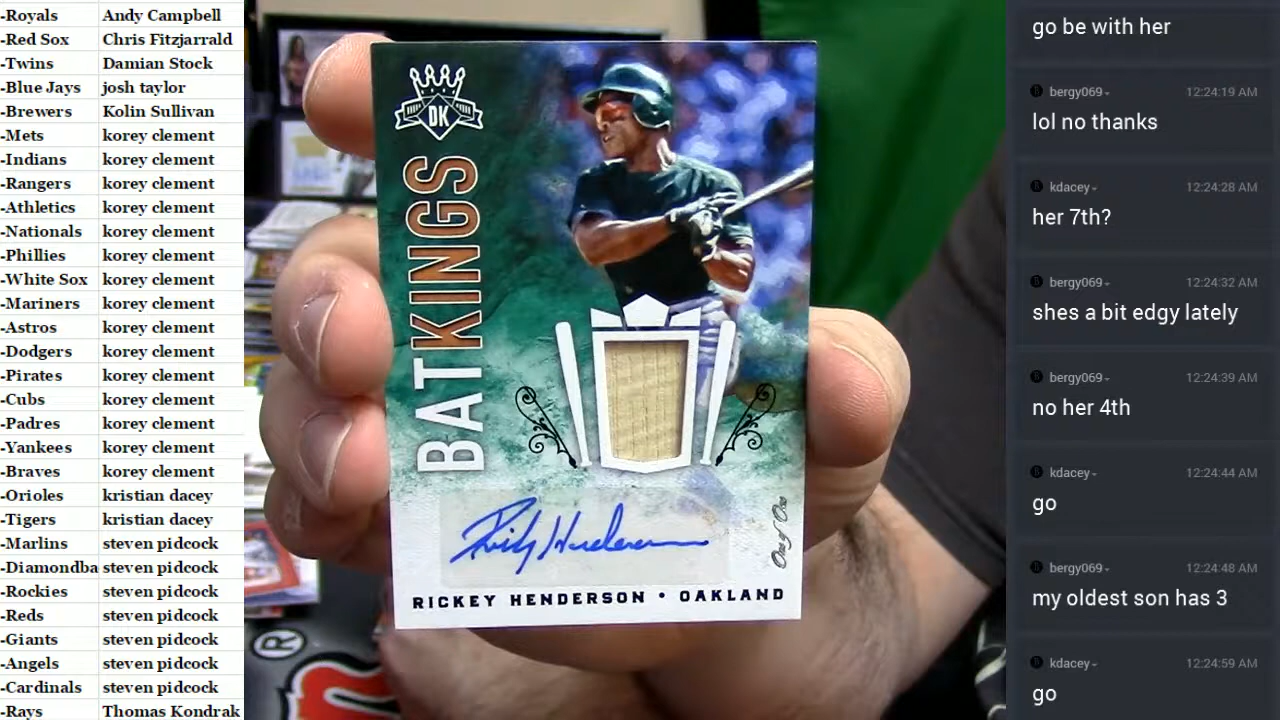 -Royals Andy Campbell
-Red Sox Chris Fitzjarrald
-Twins Damian Stock
-Blue Jays josh taylor
-Brewers Kolin Sullivan
-Mets korey clement
-Indians korey clement
-Rangers korey clement
-Athletics korey clement
-Nationals korey clement
-Phillies korey clement
-White Sox korey clement
-Mariners korey clement
-Astros korey clement
-Dodgers korey clement
-Pirates korey clement
-Cubs korey clement
-Padres korey clement
-Yankees korey clement
-Braves korey clement
-Orioles kristian dacey
-Tigers kristian dacey
-Marlins steven pidcock
-Diamondba steven pidcock
-Rockies steven pidcock
-Reds steven pidcock
-Giants steven pidcock
-Angels steven pidcock
-Cardinals steven pidcock
-Rays Thomas Kondrak
DK
BAT KINGS
Rickey Henderson
One of One
RICKEY HENDERSON • OAKLAND
®
go be with her
bergy069 12:24:19 AM
lol no thanks
kdacey 12:24:28 AM
her 7th?
bergy069 12:24:32 AM
shes a bit edgy lately
bergy069 12:24:39 AM
no her 4th
kdacey 12:24:44 AM
go
bergy069 12:24:48 AM
my oldest son has 3
kdacey 12:24:59 AM
go